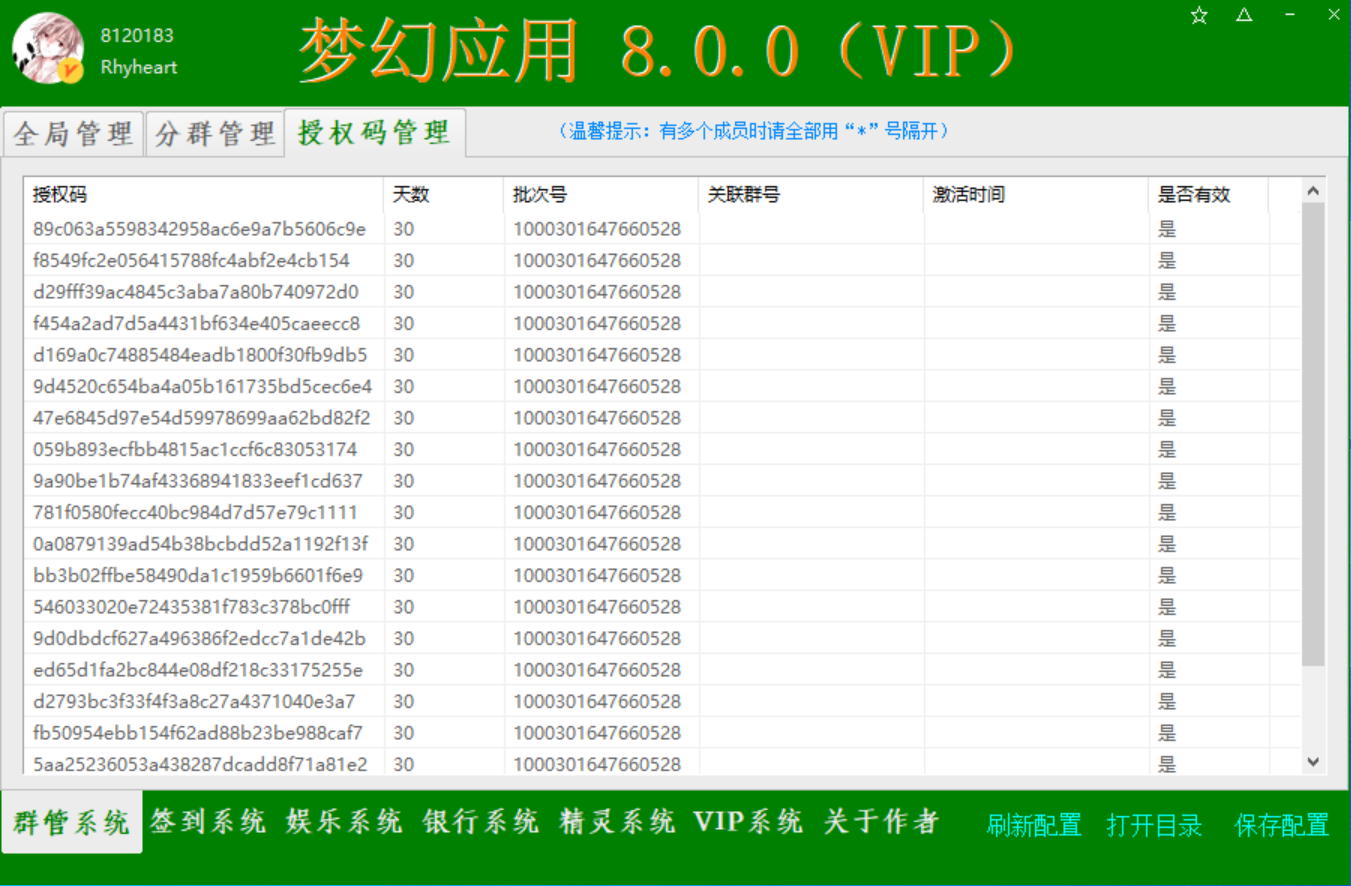 8120183
Rhyheart
梦幻应用 8.0.0（VIP）
全局管理 分群管理 授权码管理 （温馨提示：有多个成员时请全部用“*”号隔开）
授权码 天数 批次号 关联群号 激活时间 是否有效
89c063a5598342958ac6e9a7b5606c9e 30 1000301647660528 是
f8549fc2e056415788fc4abf2e4cb154 30 1000301647660528 是
d29fff39ac4845c3aba7a80b740972d0 30 1000301647660528 是
f454a2ad7d5a4431bf634e405caeecc8 30 1000301647660528 是
d169a0c74885484eadb1800f30fb9db5 30 1000301647660528 是
9d4520c654ba4a05b161735bd5cec6e4 30 1000301647660528 是
47e6845d97e54d59978699aa62bd82f2 30 1000301647660528 是
059b893ecfbb4815ac1ccf6c83053174 30 1000301647660528 是
9a90be1b74af43368941833eef1cd637 30 1000301647660528 是
781f0580fecc40bc984d7d57e79c1111 30 1000301647660528 是
0a0879139ad54b38bcbdd52a1192f13f 30 1000301647660528 是
bb3b02ffbe58490da1c1959b6601f6e9 30 1000301647660528 是
546033020e72435381f783c378bc0fff 30 1000301647660528 是
9d0dbdcf627a496386f2edcc7a1de42b 30 1000301647660528 是
ed65d1fa2bc844e08df218c33175255e 30 1000301647660528 是
d2793bc3f33f4f3a8c27a4371040e3a7 30 1000301647660528 是
fb50954ebb154f62ad88b23be988caf7 30 1000301647660528 是
5aa25236053a438287dcadd8f71a81e2 30 1000301647660528 是
群管系统 签到系统 娱乐系统 银行系统 精灵系统 VIP系统 关于作者 刷新配置 打开目录 保存配置